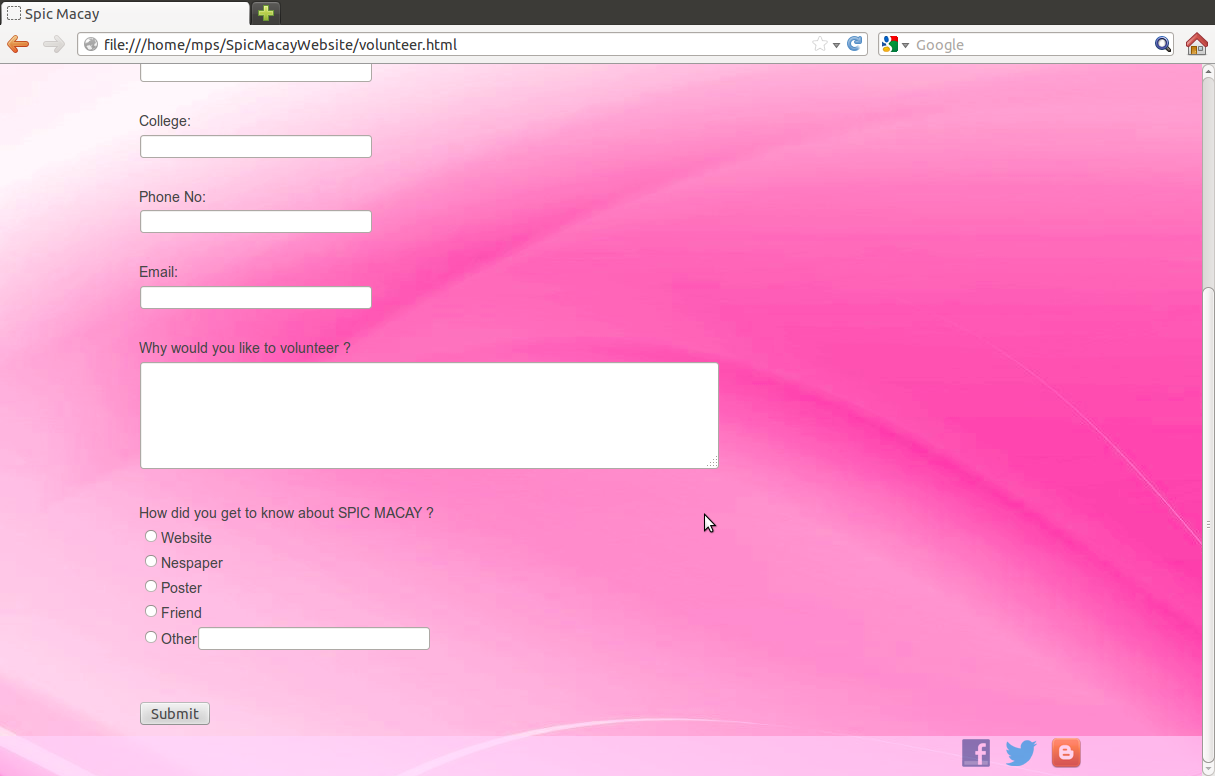 Spic Macay
file:///home/mps/SpicMacayWebsite/volunteer.html
Google
College:
Phone No:
Email:
Why would you like to volunteer ?
How did you get to know about SPIC MACAY ?
Website
Nespaper
Poster
Friend
Other
Submit